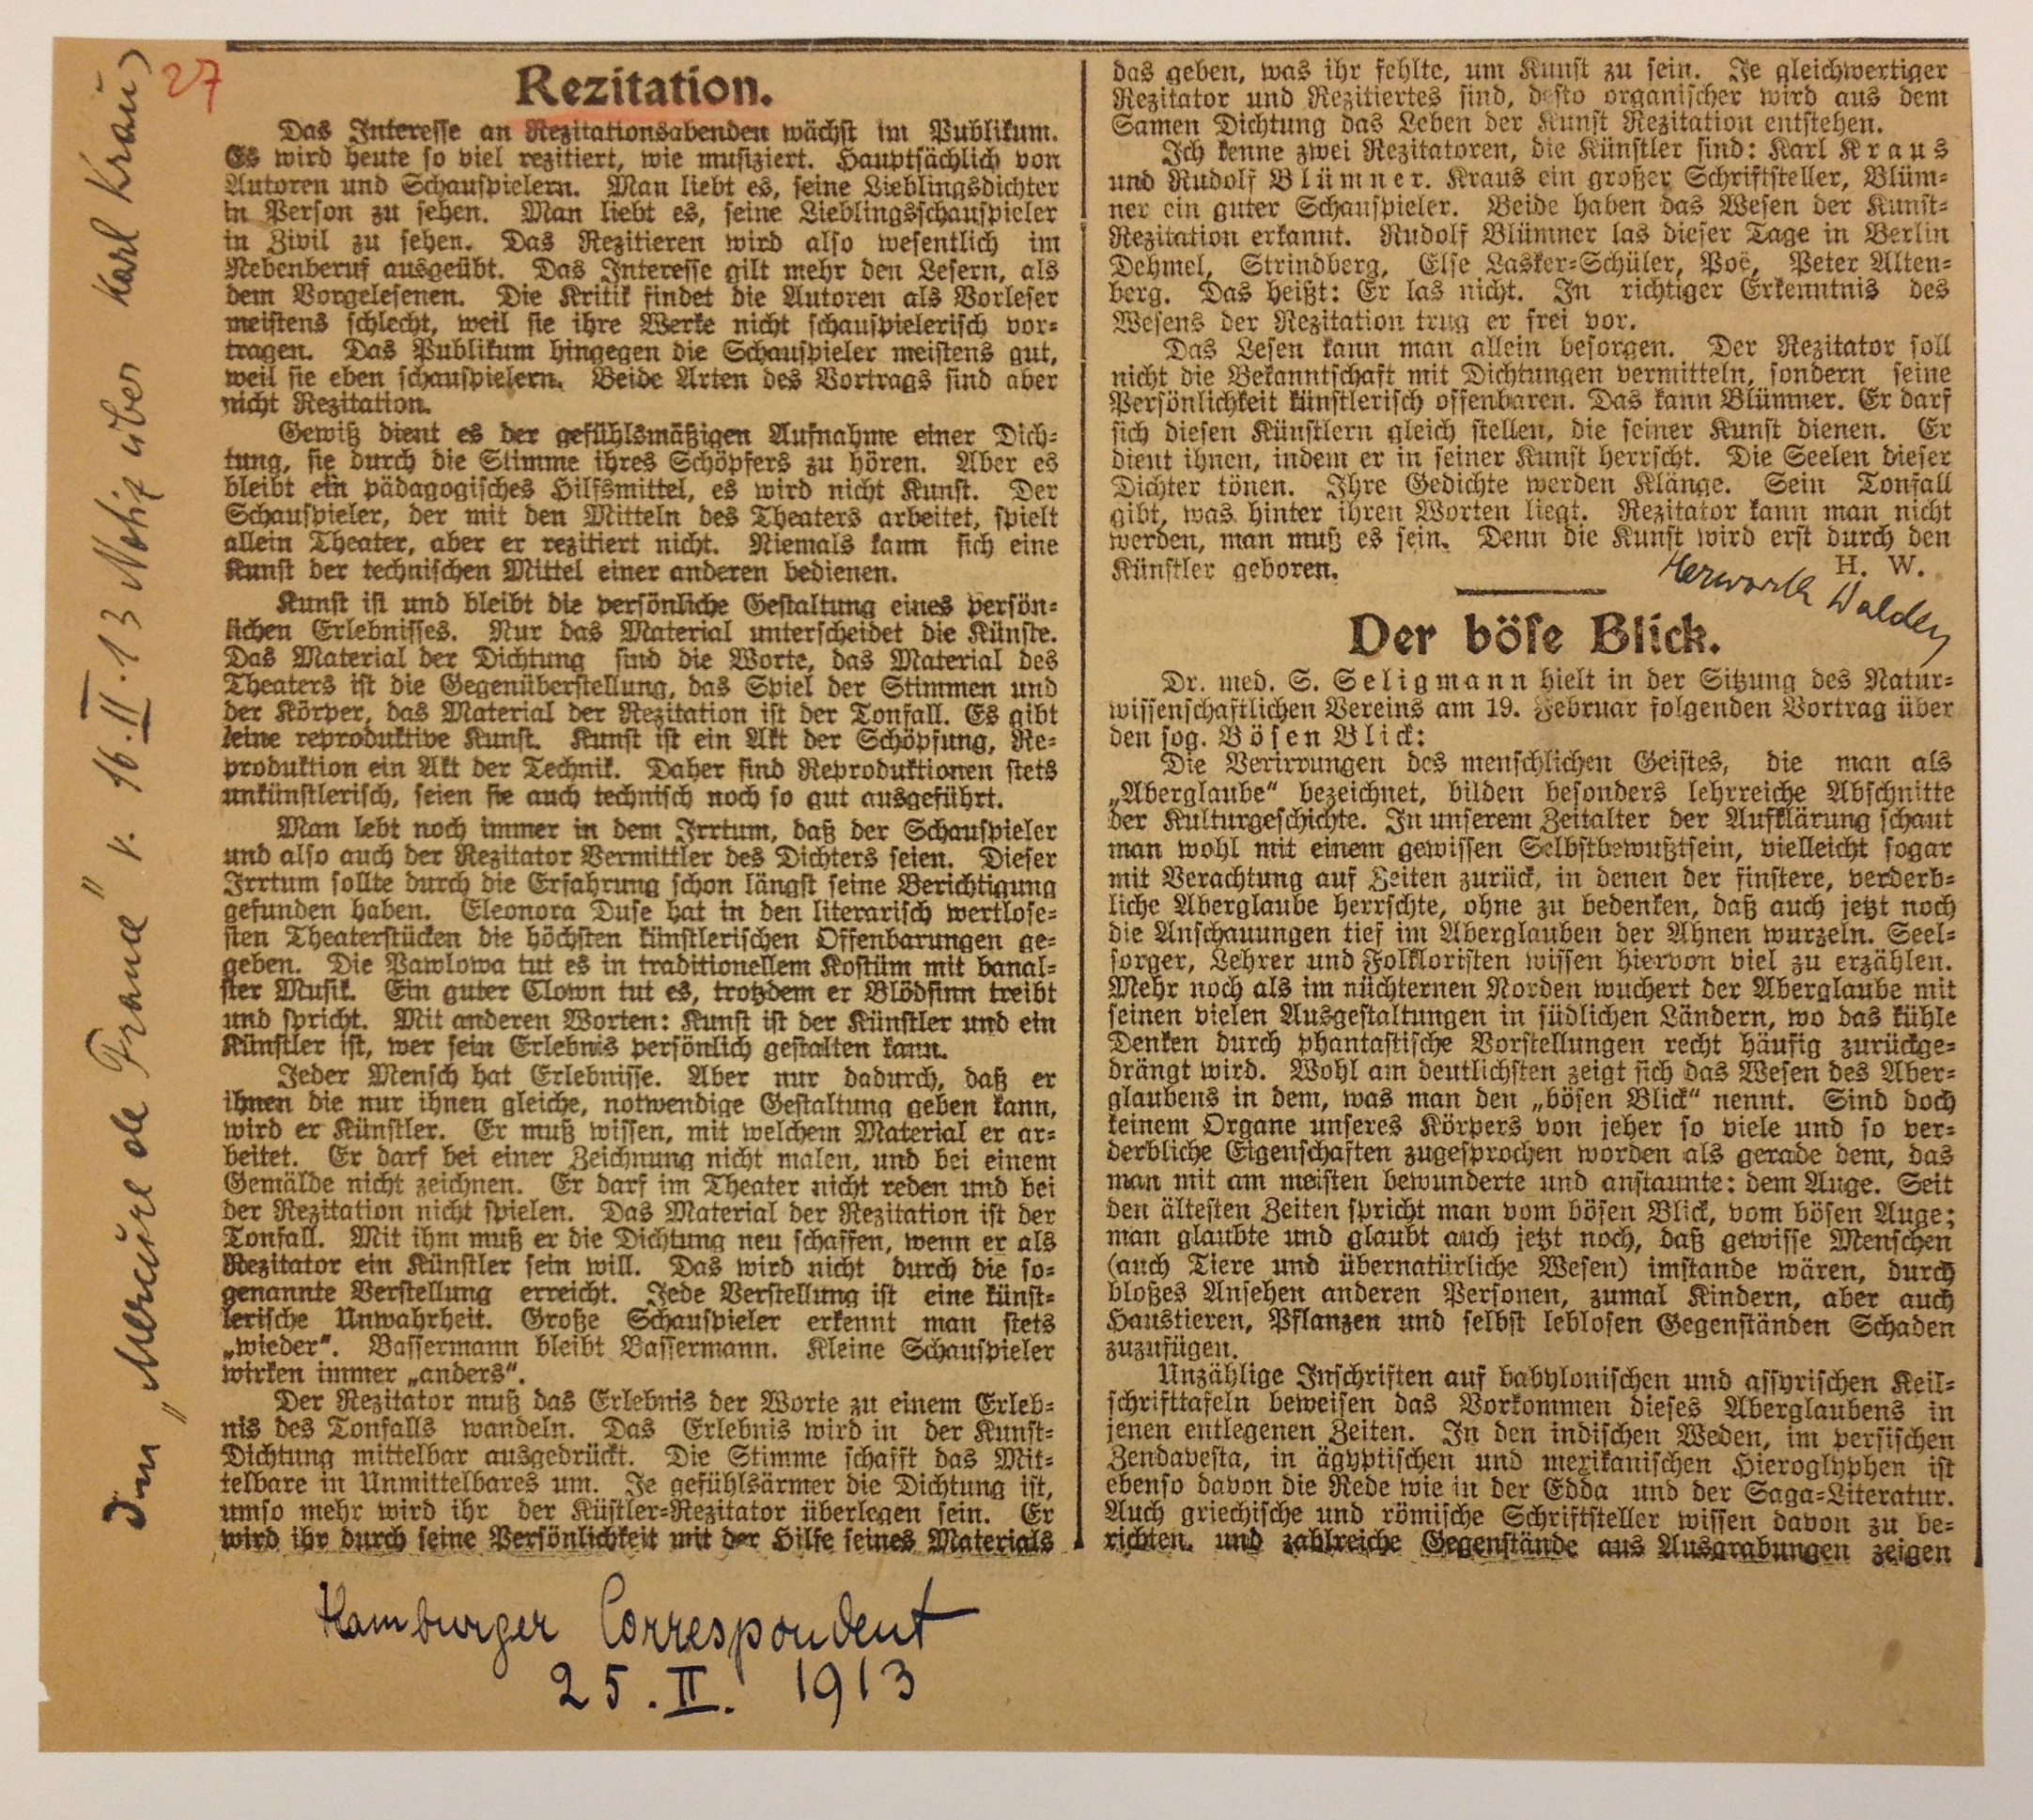 27
Im „Mercure de France“ v. 16. II. 13 Notiz über Karl Kraus
Rezitation.
Das Interesse an Rezitationsabenden wächst im Publikum.
Es wird heute so viel rezitiert, wie musiziert. Hauptsächlich von
Autoren und Schauspielern. Man liebt es, seine Lieblingsdichter
in Person zu sehen. Man liebt es, seine Lieblingsschauspieler
in Zivil zu sehen. Das Rezitieren wird also wesentlich im
Nebenberuf ausgeübt. Das Interesse gilt mehr den Lesern, als
dem Vorgelesenen. Die Kritik findet die Autoren als Vorleser
meistens schlecht, weil sie ihre Werke nicht schauspielerisch vor-
tragen. Das Publikum hingegen die Schauspieler meistens gut,
weil sie eben schauspielern. Beide Arten des Vortrags sind aber
nicht Rezitation.
Gewiß dient es der gefühlsmäßigen Aufnahme einer Dich-
tung, sie durch die Stimme ihres Schöpfers zu hören. Aber es
bleibt ein pädagogisches Hilfsmittel, es wird nicht Kunst. Der
Schauspieler, der mit den Mitteln des Theaters arbeitet, spielt
allein Theater, aber er rezitiert nicht. Niemals kann sich eine
Kunst der technischen Mittel einer anderen bedienen.
Kunst ist und bleibt die persönliche Gestaltung eines persön-
lichen Erlebnisses. Nur das Material unterscheidet die Künste.
Das Material der Dichtung sind die Worte, das Material des
Theaters ist die Gegenüberstellung, das Spiel der Stimmen und
der Körper, das Material der Rezitation ist der Tonfall. Es gibt
keine reproduktive Kunst. Kunst ist ein Akt der Schöpfung, Re-
produktion ein Akt der Technik. Daher sind Reproduktionen stets
unkünstlerisch, seien sie auch technisch noch so gut ausgeführt.
Man lebt noch immer in dem Irrtum, daß der Schauspieler
und also auch der Rezitator Vermittler des Dichters seien. Dieser
Irrtum sollte durch die Erfahrung schon längst seine Berichtigung
gefunden haben. Eleonora Duse hat in den literarisch wertlose-
sten Theaterstücken die höchsten künstlerischen Offenbarungen ge-
geben. Die Pawlowa tut es in traditionellem Kostüm mit banal-
ster Musik. Ein guter Clown tut es, trotzdem er Blödsinn treibt
und spricht. Mit anderen Worten: Kunst ist der Künstler und ein
Künstler ist, wer sein Erlebnis persönlich gestalten kann.
Jeder Mensch hat Erlebnisse. Aber nur dadurch, daß er
ihnen die nur ihnen gleiche, notwendige Gestaltung geben kann,
wird er Künstler. Er muß wissen, mit welchem Material er ar-
beitet. Er darf bei einer Zeichnung nicht malen, und bei einem
Gemälde nicht zeichnen. Er darf im Theater nicht reden und bei
der Rezitation nicht spielen. Das Material der Rezitation ist der
Tonfall. Mit ihm muß er die Dichtung neu schaffen, wenn er als
Rezitator ein Künstler sein will. Das wird nicht durch die so-
genannte Verstellung erreicht. Jede Verstellung ist eine künst-
lerische Unwahrheit. Große Schauspieler erkennt man stets
„wieder“. Bassermann bleibt Bassermann. Kleine Schauspieler
wirken immer „anders“.
Der Rezitator muß das Erlebnis der Worte zu einem Erleb-
nis des Tonfalls wandeln. Das Erlebnis wird in der Kunst-
Dichtung mittelbar ausgedrückt. Die Stimme schafft das Mit-
telbare in Unmittelbares um. Je gefühlsärmer die Dichtung ist,
umso mehr wird ihr der Küstler-Rezitator überlegen sein. Er
wird ihr durch seine Persönlichkeit mit der Hilfe seines Materials
das geben, was ihr fehlte, um Kunst zu sein. Je gleichwertiger
Rezitator und Rezitiertes sind, desto organischer wird aus dem
Samen Dichtung das Leben der Kunst Rezitation entstehen.
Ich kenne zwei Rezitatoren, die Künstler sind: Karl Kraus
und Rudolf Blümner. Kraus ein großer Schriftsteller, Blüm-
ner ein guter Schauspieler. Beide haben das Wesen der Kunst-
Rezitation erkannt. Rudolf Blümner las dieser Tage in Berlin
Dehmel, Strindberg, Else Lasker-Schüler, Poë, Peter Alten-
berg. Das heißt: Er las nicht. In richtiger Erkenntnis des
Wesens der Rezitation trug er frei vor.
Das Lesen kann man allein besorgen. Der Rezitator soll
nicht die Bekanntschaft mit Dichtungen vermitteln, sondern seine
Persönlichkeit künstlerisch offenbaren. Das kann Blümner. Er darf
sich diesen Künstlern gleich stellen, die seiner Kunst dienen. Er
dient ihnen, indem er in seiner Kunst herrscht. Die Seelen dieser
Dichter tönen. Ihre Gedichte werden Klänge. Sein Tonfall
gibt, was hinter ihren Worten liegt. Rezitator kann man nicht
werden, man muß es sein. Denn die Kunst wird erst durch den
Künstler geboren. H. W.
Herwarth Walden
Der böse Blick.
Dr. med. S. Seligmann hielt in der Sitzung des Natur-
wissenschaftlichen Vereins am 19. Februar folgenden Vortrag über
den sog. Bösen Blick:
Die Verirrungen des menschlichen Geistes, die man als
„Aberglaube“ bezeichnet, bilden besonders lehrreiche Abschnitte
der Kulturgeschichte. In unserem Zeitalter der Aufklärung schaut
man wohl mit einem gewissen Selbstbewußtsein, vielleicht sogar
mit Verachtung auf Zeiten zurück, in denen der finstere, verderb-
liche Aberglaube herrschte, ohne zu bedenken, daß auch jetzt noch
die Anschauungen tief im Aberglauben der Ahnen wurzeln. Seel-
sorger, Lehrer und Folkloristen wissen hiervon viel zu erzählen.
Mehr noch als im nüchternen Norden wuchert der Aberglaube mit
seinen vielen Ausgestaltungen in südlichen Ländern, wo das kühle
Denken durch phantastische Vorstellungen recht häufig zurückge-
drängt wird. Wohl am deutlichsten zeigt sich das Wesen des Aber-
glaubens in dem, was man den „bösen Blick“ nennt. Sind doch
keinem Organe unseres Körpers von jeher so viele und so ver-
derbliche Eigenschaften zugesprochen worden als gerade dem, das
man mit am meisten bewunderte und anstaunte: dem Auge. Seit
den ältesten Zeiten spricht man vom bösen Blick, vom bösen Auge;
man glaubte und glaubt auch jetzt noch, daß gewisse Menschen
(auch Tiere und übernatürliche Wesen) imstande wären, durch
bloßes Ansehen anderen Personen, zumal Kindern, aber auch
Haustieren, Pflanzen und selbst leblosen Gegenständen Schaden
zuzufügen.
Unzählige Inschriften auf babylonischen und assyrischen Keil-
schrifttafeln beweisen das Vorkommen dieses Aberglaubens in
jenen entlegenen Zeiten. In den indischen Weden, im persischen
Zendavesta, in ägyptischen und mexikanischen Hieroglyphen ist
ebenso davon die Rede wie in der Edda und der Saga-Literatur.
Auch griechische und römische Schriftsteller wissen davon zu be-
richten, und zahlreiche Gegenstände aus Ausgrabungen zeigen
Hamburger Correspondent
25. II. 1913